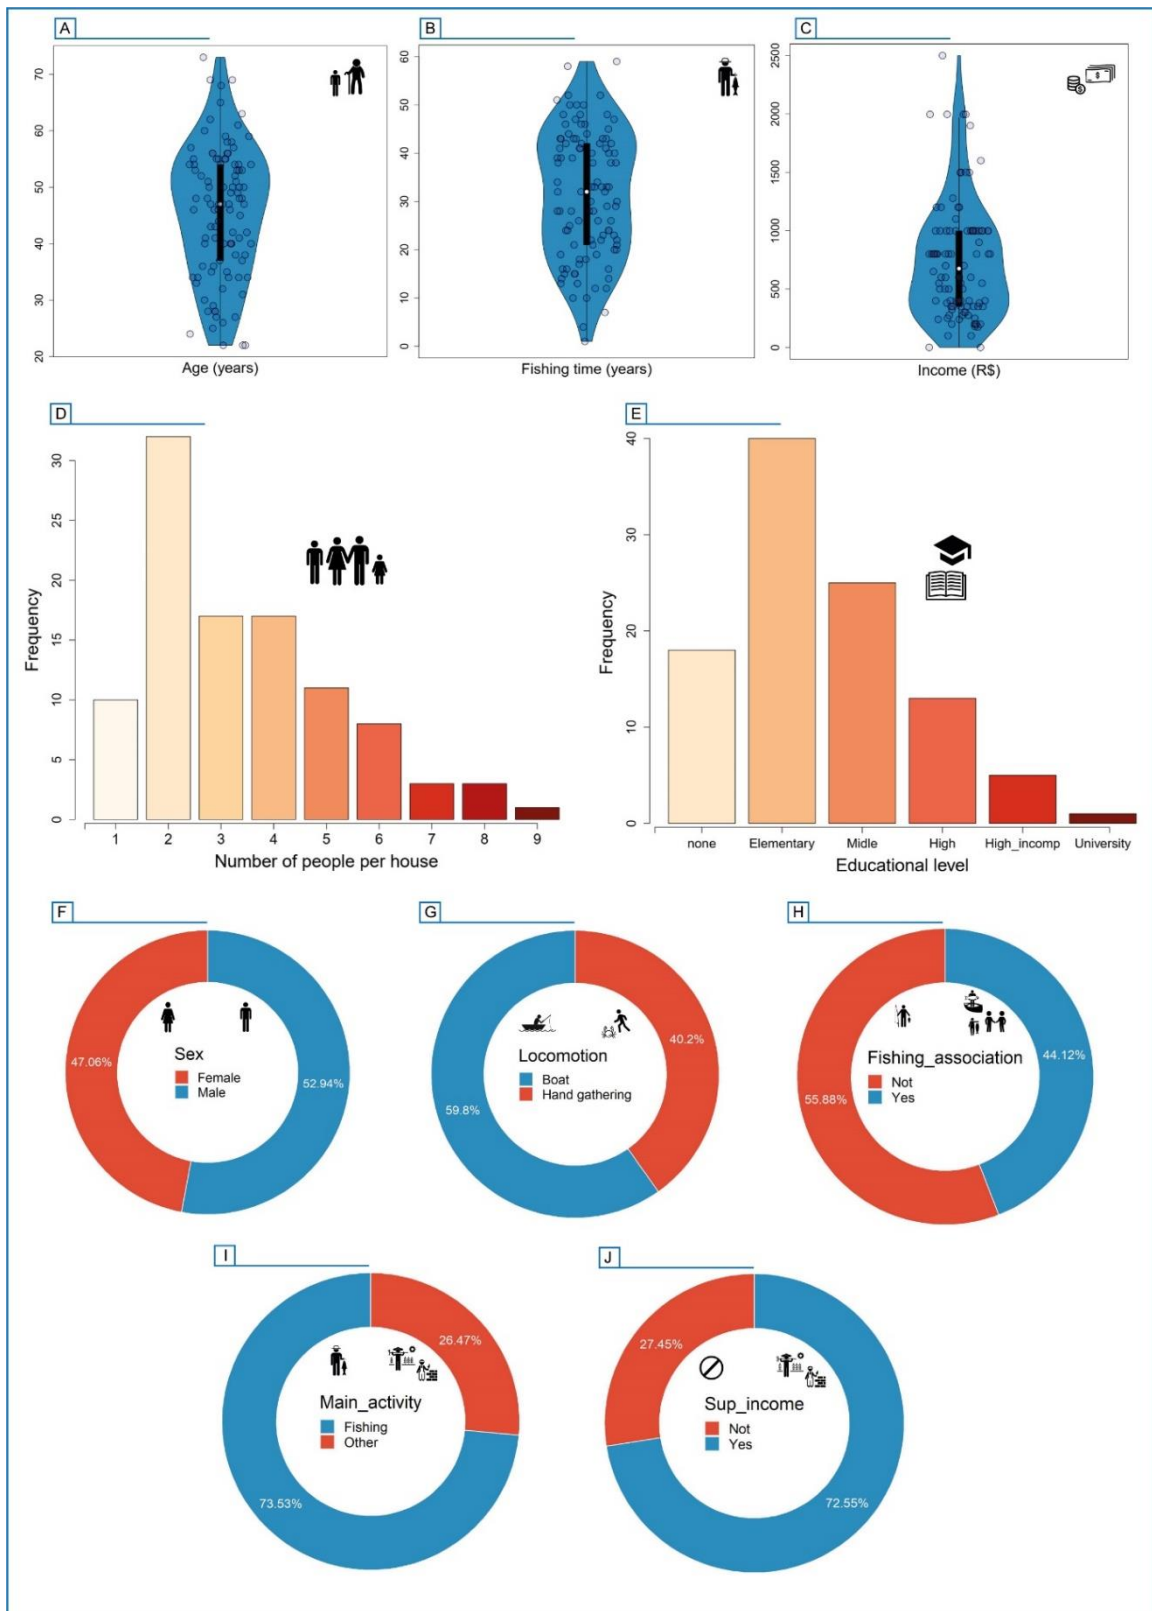 A
B
C
70
60
50
40
30
20
Age (years)
60
50
40
30
20
10
0
Fishing time (years)
2500
2000
1500
1000
500
0
Income (R$)
D
30
25
20
15
10
5
0
Frequency
1 2 3 4 5 6 7 8 9
Number of people per house
E
40
30
20
10
0
Frequency
none Elementary Midle High High_incomp University
Educational level
F
47.06%
Sex
Female
Male
52.94%
G
40.2%
Locomotion
Boat
Hand gathering
59.8%
H
44.12%
Fishing_association
Not
Yes
55.88%
I
26.47%
Main_activity
Fishing
Other
73.53%
J
27.45%
Sup_income
Not
Yes
72.55%